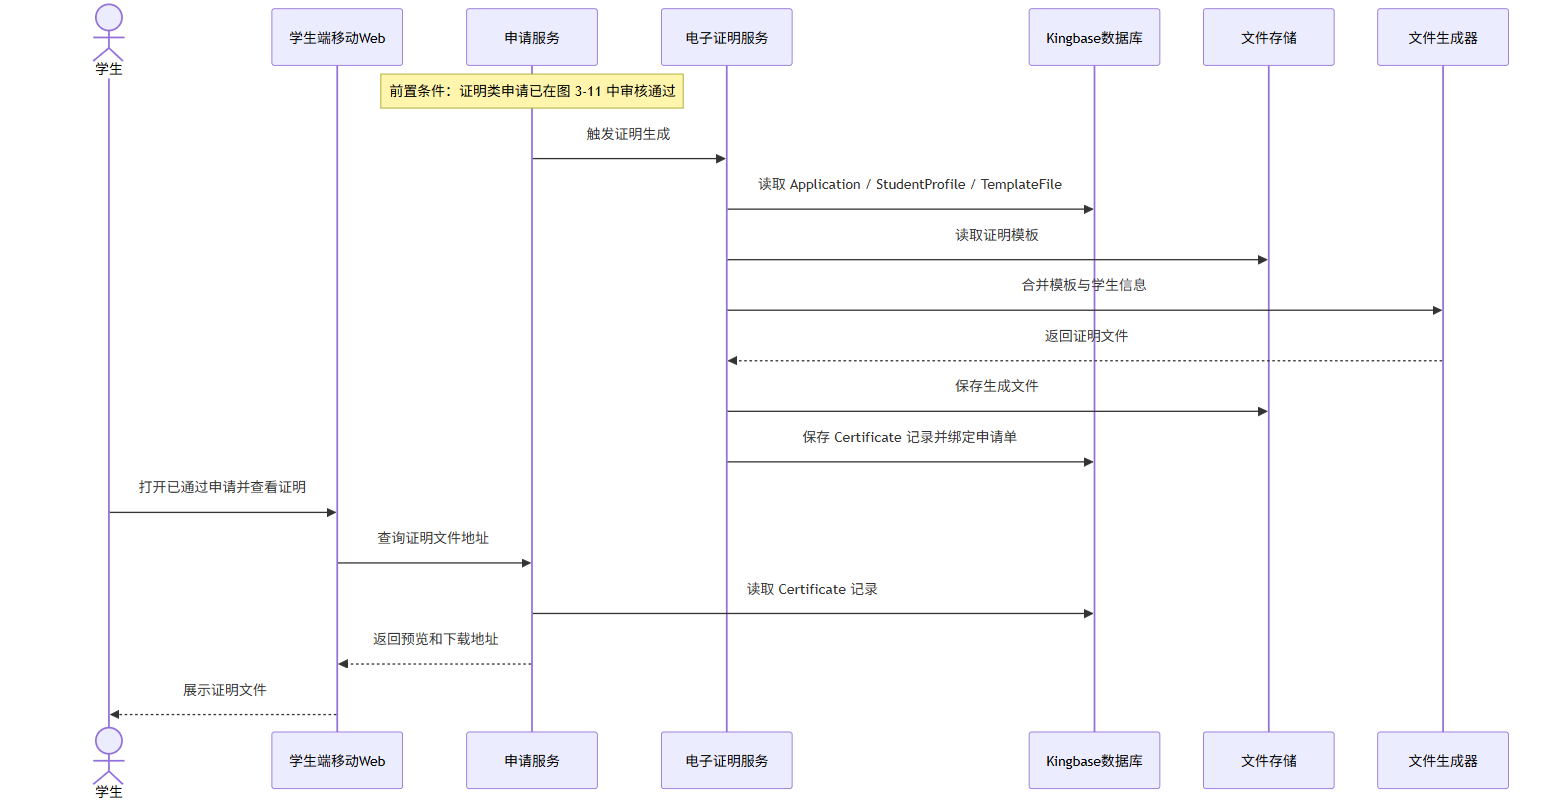 学生
学生端移动Web
申请服务
电子证明服务
Kingbase数据库
文件存储
文件生成器
前置条件：证明类申请已在图 3-11 中审核通过
触发证明生成
读取 Application / StudentProfile / TemplateFile
读取证明模板
合并模板与学生信息
返回证明文件
保存生成文件
保存 Certificate 记录并绑定申请单
打开已通过申请并查看证明
查询证明文件地址
读取 Certificate 记录
返回预览和下载地址
展示证明文件
学生
学生端移动Web
申请服务
电子证明服务
Kingbase数据库
文件存储
文件生成器